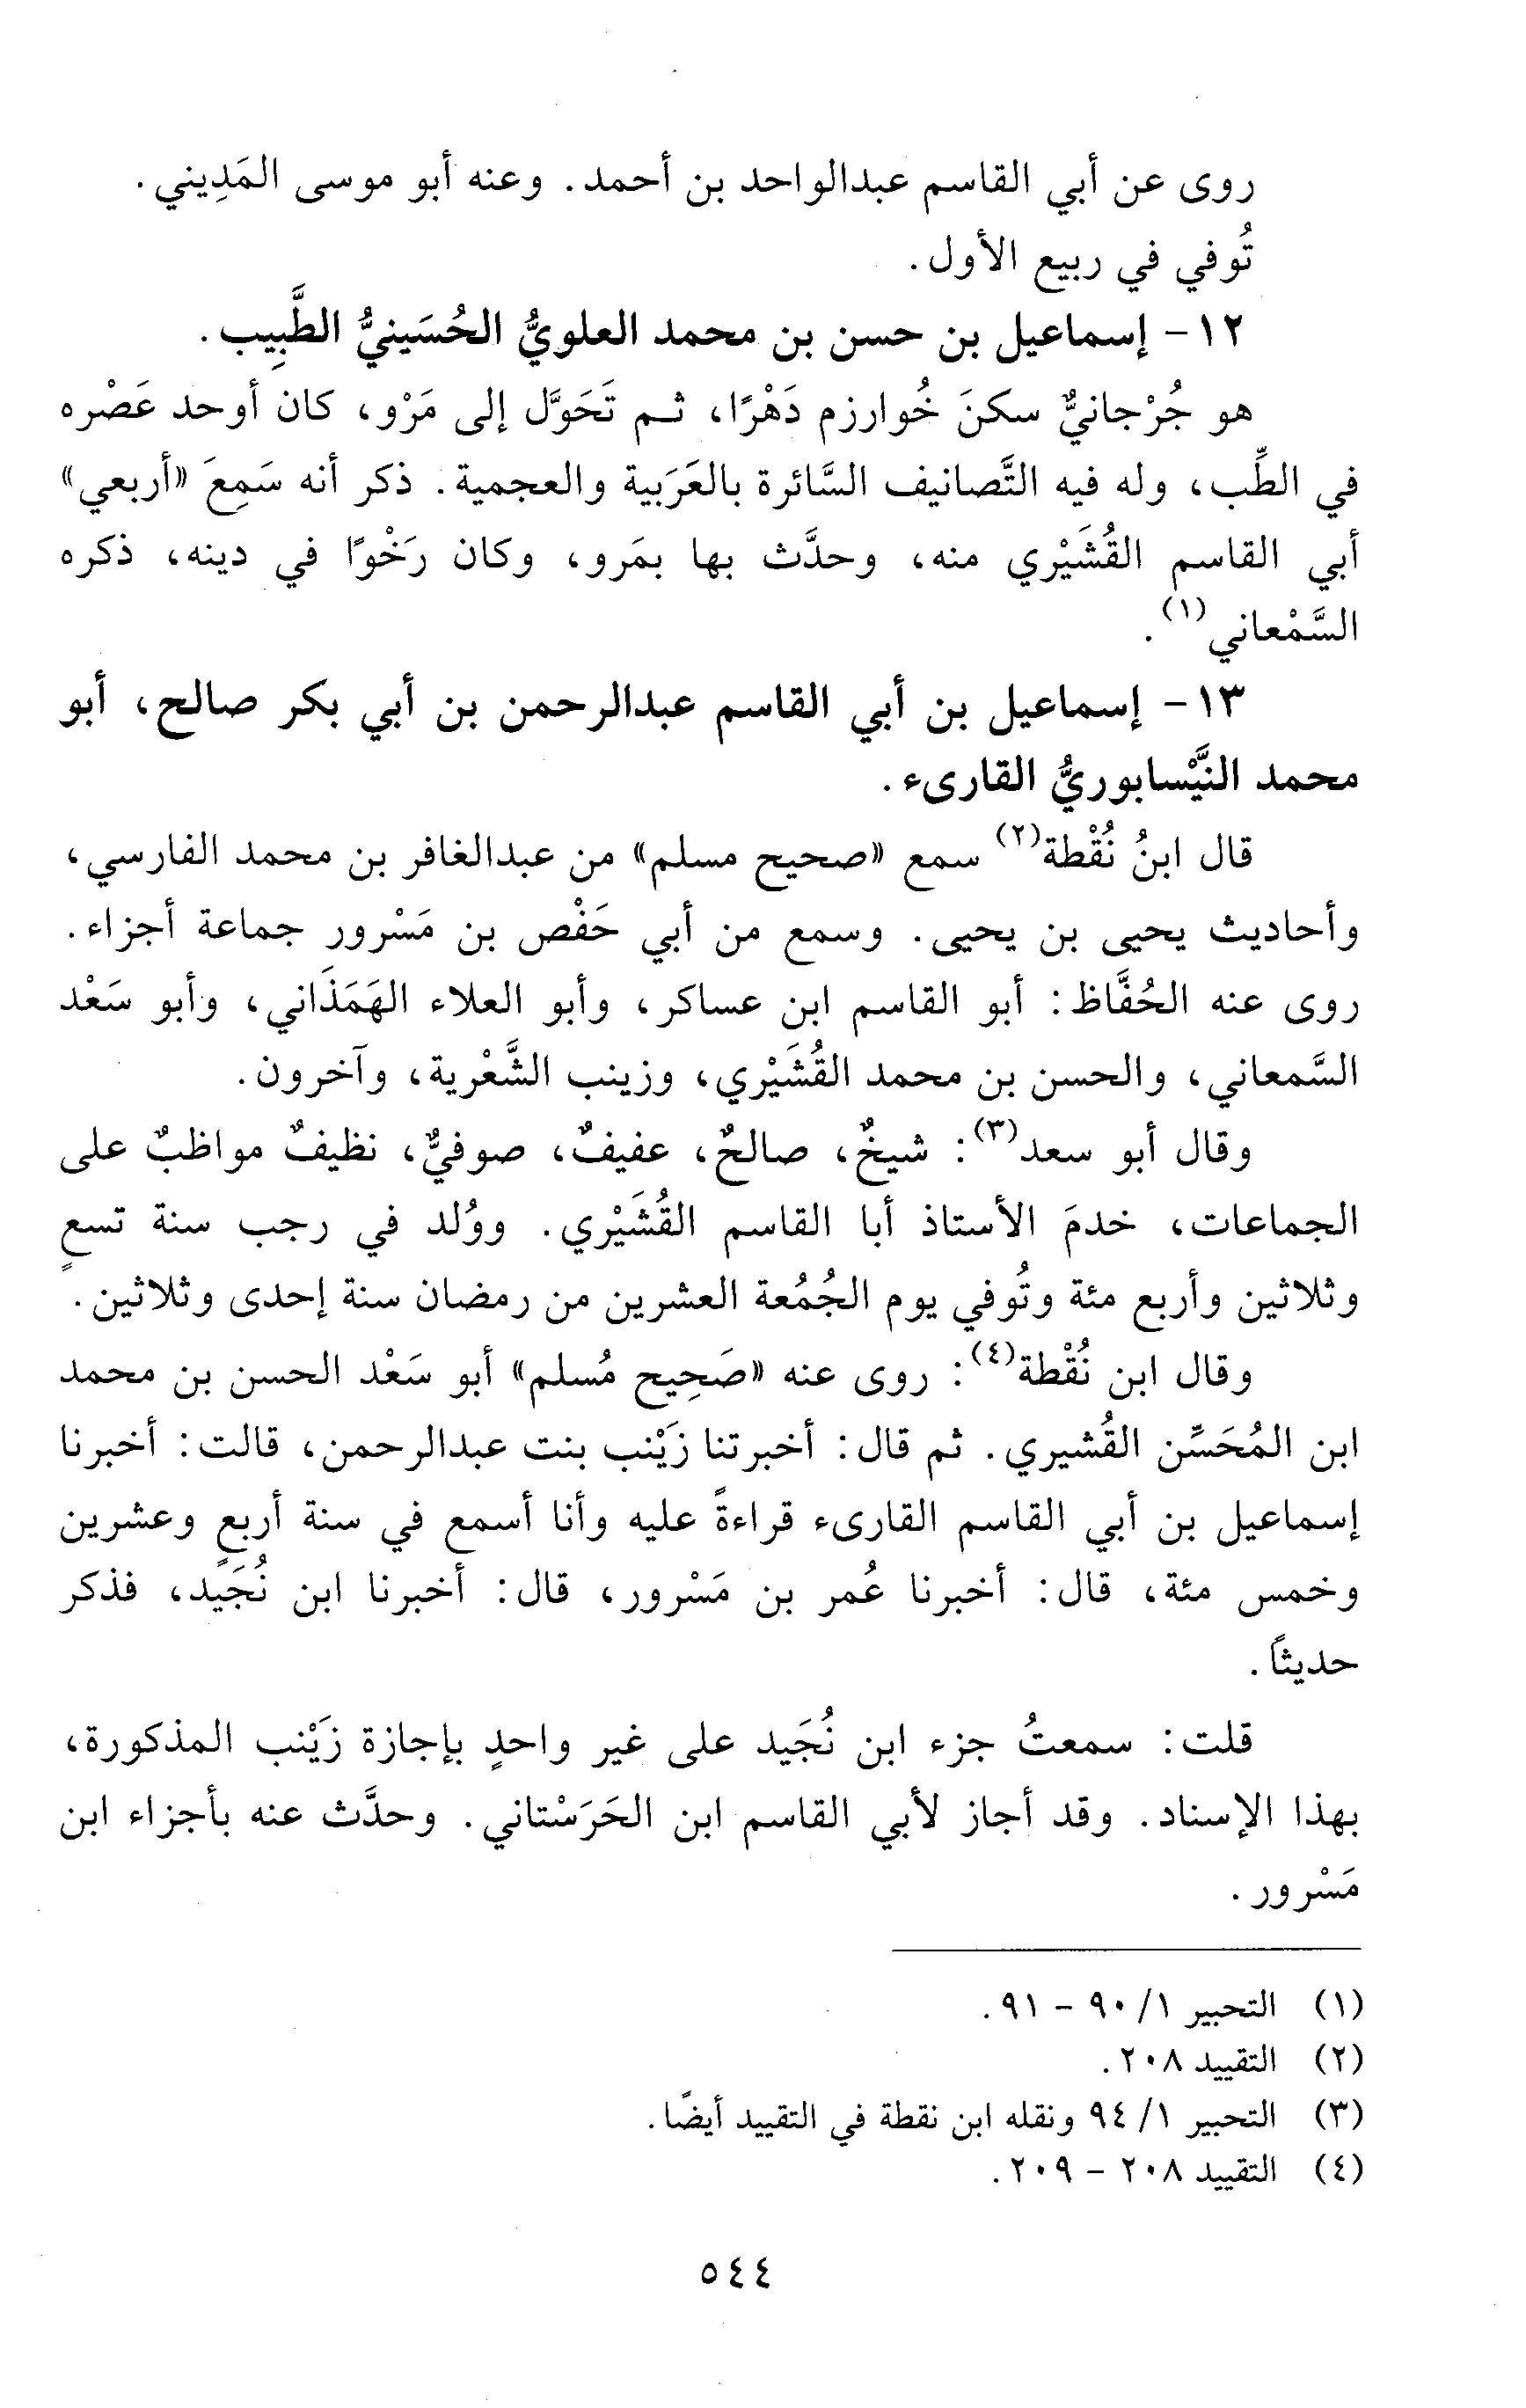 روى عن أبي القاسم عبدالواحد بن أحمد. وعنه أبو موسى المَدِيني.
تُوفي في ربيع الأول.
١٢- إسماعيل بن حسن بن محمد العلويُّ الحُسَينيُّ الطَّبِيب.
هو جُرْجانيٌّ سكنَ خُوارزم دَهْرًا، ثم تَحَوَّل إلى مَرْو، كان أوحد عَصْره
في الطِّب، وله فيه التَّصانيف السَّائرة بالعَرَبية والعجمية. ذكر أنه سَمِعَ «أربعي»
أبي القاسم القُشَيْري منه، وحدَّث بها بمَرو، وكان رَخْوًا في دينه، ذكره
السَّمْعاني(١).
١٣- إسماعيل بن أبي القاسم عبدالرحمن بن أبي بكر صالح، أبو
محمد النَّيْسابوريُّ القارىء.
قال ابنُ نُقْطة(٢) سمع «صحيح مسلم» من عبدالغافر بن محمد الفارسي،
وأحاديث يحيى بن يحيى. وسمع من أبي حَفْص بن مَسْرور جماعة أجزاء.
روى عنه الحُفَّاظ: أبو القاسم ابن عساكر، وأبو العلاء الهَمَذَاني، وأبو سَعْد
السَّمعاني، والحسن بن محمد القُشَيْري، وزينب الشَّعْرية، وآخرون.
وقال أبو سعد(٣): شيخٌ، صالحٌ، عفيفٌ، صوفيٌّ، نظيفٌ مواظبٌ على
الجماعات، خدمَ الأستاذ أبا القاسم القُشَيْري. ووُلد في رجب سنة تسعٍ
وثلاثين وأربع مئة وتُوفي يوم الجُمُعة العشرين من رمضان سنة إحدى وثلاثين.
وقال ابن نُقْطة(٤): روى عنه «صَحِيح مُسلم» أبو سَعْد الحسن بن محمد
ابن المُحَسِّن القُشيري. ثم قال: أخبرتنا زَيْنب بنت عبدالرحمن، قالت: أخبرنا
إسماعيل بن أبي القاسم القارىء قراءةً عليه وأنا أسمع في سنة أربعٍ وعشرين
وخمس مئة، قال: أخبرنا عُمر بن مَسْرور، قال: أخبرنا ابن نُجَيد، فذكر
حديثاً.
قلت: سمعتُ جزء ابن نُجَيد على غير واحدٍ بإجازة زَيْنب المذكورة،
بهذا الإسناد. وقد أجاز لأبي القاسم ابن الحَرَسْتاني. وحدَّث عنه بأجزاء ابن
مَسْرور.
(١) التحبير ١/ ٩٠ - ٩١.
(٢) التقييد ٢٠٨.
(٣) التحبير ١/ ٩٤ ونقله ابن نقطة في التقييد أيضًا.
(٤) التقييد ٢٠٨ - ٢٠٩.
٥٤٤